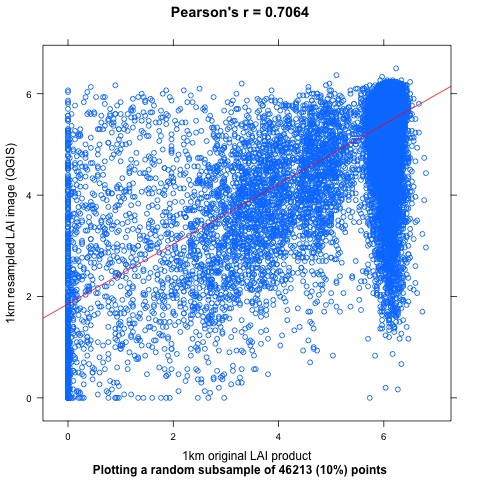 Pearson's r = 0.7064
1km resampled LAI image (QGIS)
6
4
2
0
0 2 4 6
1km original LAI product
Plotting a random subsample of 46213 (10%) points